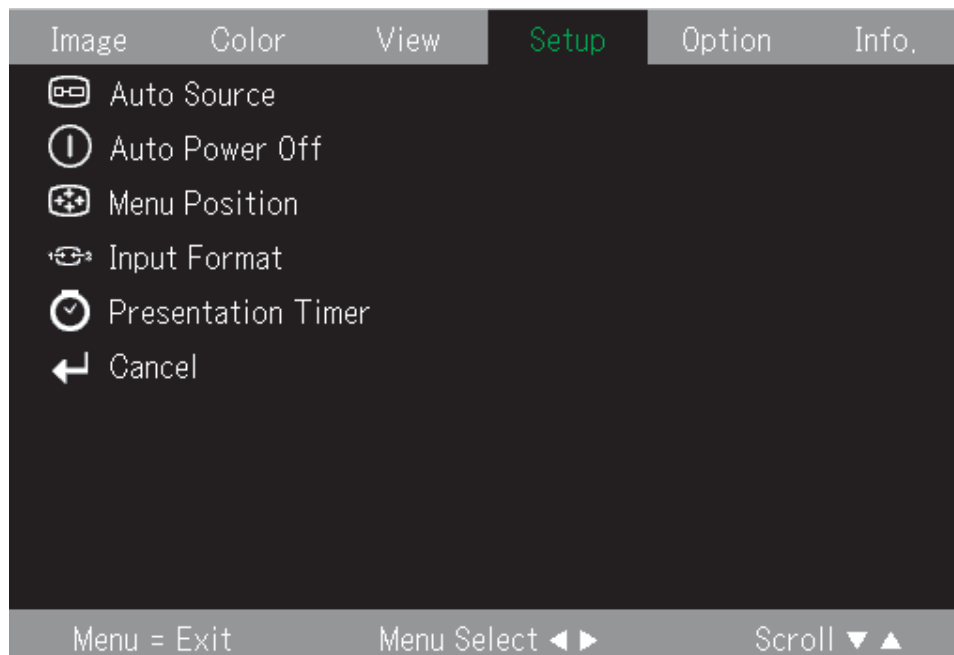 Image Color View Setup Option Info.
Auto Source
Auto Power Off
Menu Position
Input Format
Presentation Timer
Cancel
Menu = Exit Menu Select ◀ ▶ Scroll ▼ ▲